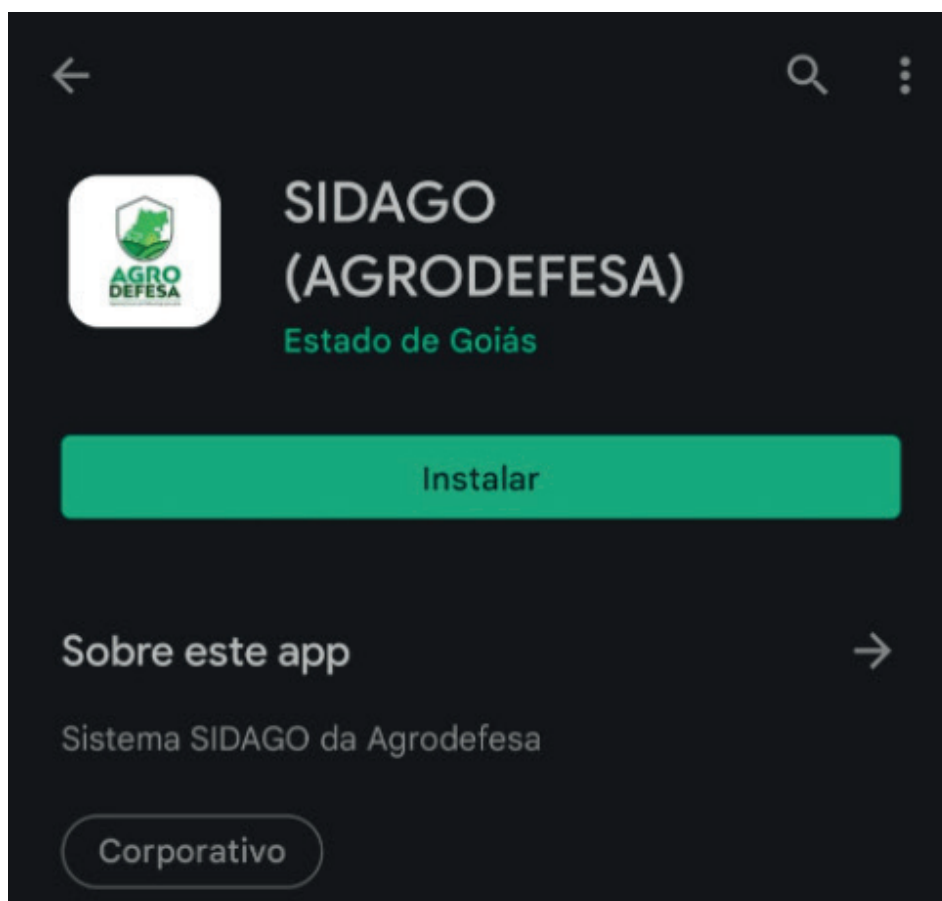 SIDAGO
(AGRODEFESA)
AGRO
DEFESA
Estado de Goiás
Instalar
Sobre este app
Sistema SIDAGO da Agrodefesa
Corporativo